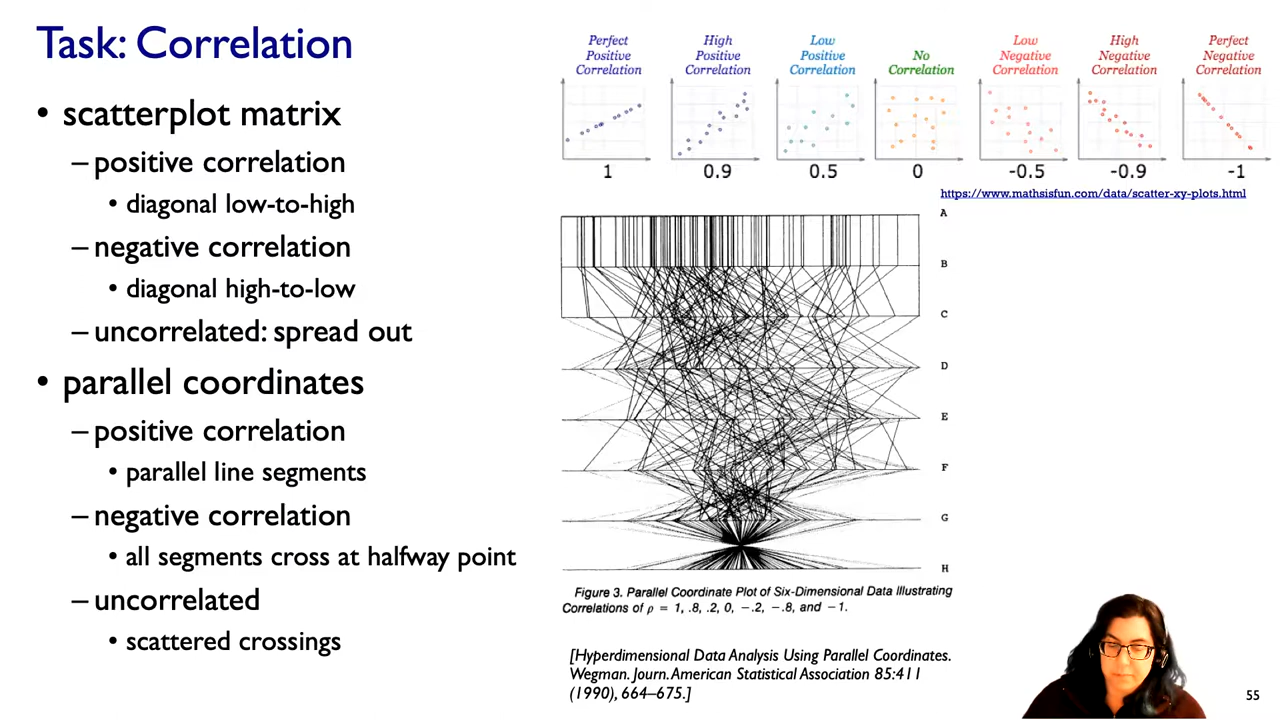 Task: Correlation
• scatterplot matrix
– positive correlation
• diagonal low-to-high
– negative correlation
• diagonal high-to-low
– uncorrelated: spread out
• parallel coordinates
– positive correlation
• parallel line segments
– negative correlation
• all segments cross at halfway point
– uncorrelated
• scattered crossings
Perfect
Positive
Correlation
1
High
Positive
Correlation
0.9
Low
Positive
Correlation
0.5
No
Correlation
0
Low
Negative
Correlation
-0.5
High
Negative
Correlation
-0.9
Perfect
Negative
Correlation
-1
https://www.mathsisfun.com/data/scatter-xy-plots.html
A
B
C
D
E
F
G
H
Figure 3. Parallel Coordinate Plot of Six-Dimensional Data Illustrating
Correlations of ρ = 1, .8, .2, 0, −.2, −.8, and −1.
[Hyperdimensional Data Analysis Using Parallel Coordinates.
Wegman. Journ. American Statistical Association 85:411
(1990), 664–675.]
55